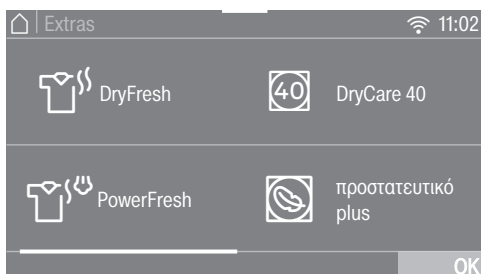 Extras
11:02
DryFresh
40
DryCare 40
PowerFresh
προστατευτικό
plus
OK